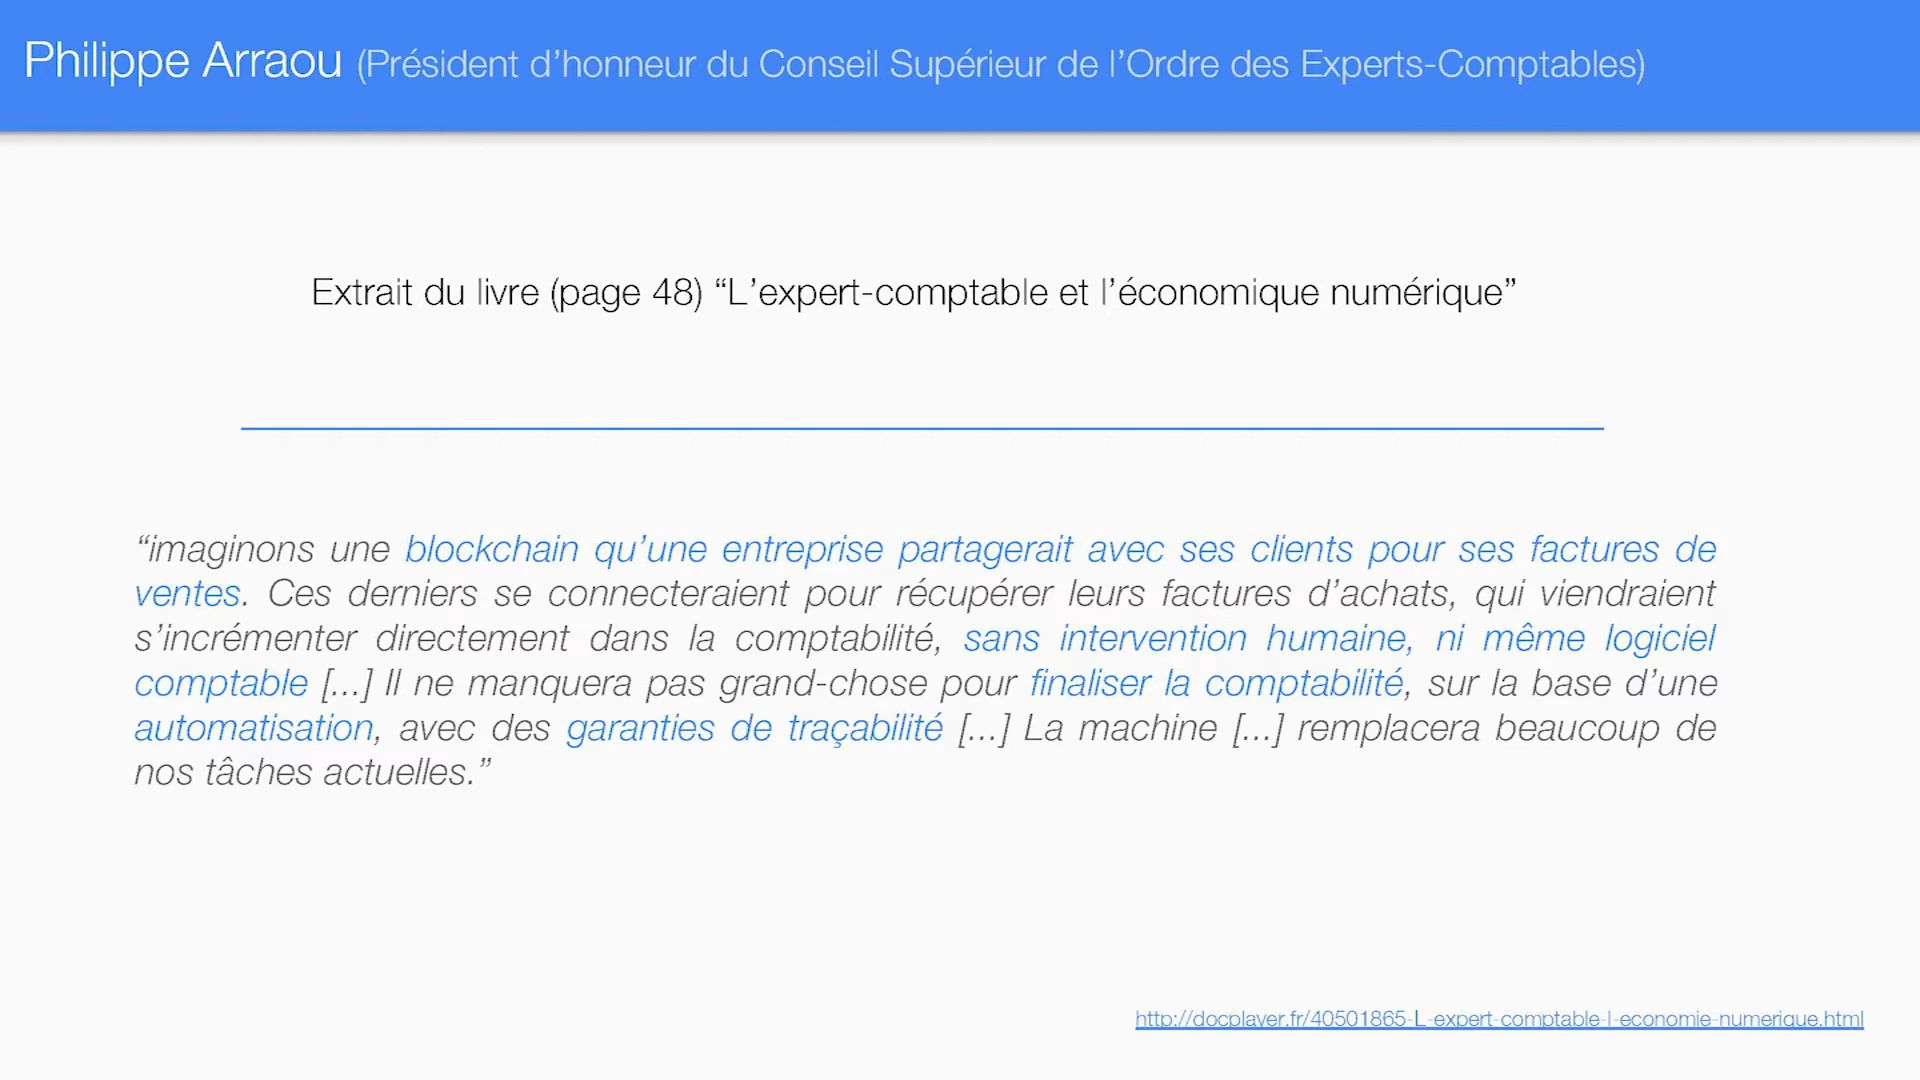 Philippe Arraou (Président d’honneur du Conseil Supérieur de l’Ordre des Experts-Comptables)
Extrait du livre (page 48) “L’expert-comptable et l’économique numérique”
“imaginons une blockchain qu’une entreprise partagerait avec ses clients pour ses factures de
ventes. Ces derniers se connecteraient pour récupérer leurs factures d’achats, qui viendraient
s’incrémenter directement dans la comptabilité, sans intervention humaine, ni même logiciel
comptable [...] Il ne manquera pas grand-chose pour finaliser la comptabilité, sur la base d’une
automatisation, avec des garanties de traçabilité [...] La machine [...] remplacera beaucoup de
nos tâches actuelles.”
http://docplayer.fr/40501865-L-expert-comptable-l-economie-numerique.html